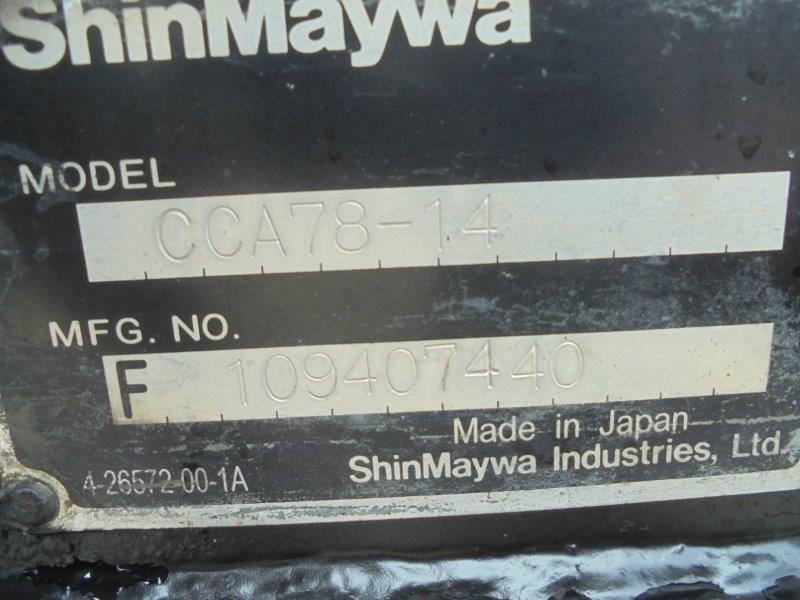 ShinMaywa
MODEL
CCA78-14
MFG. NO.
F 109407440
Made in Japan
ShinMaywa Industries, Ltd.
4-26572-00-1A